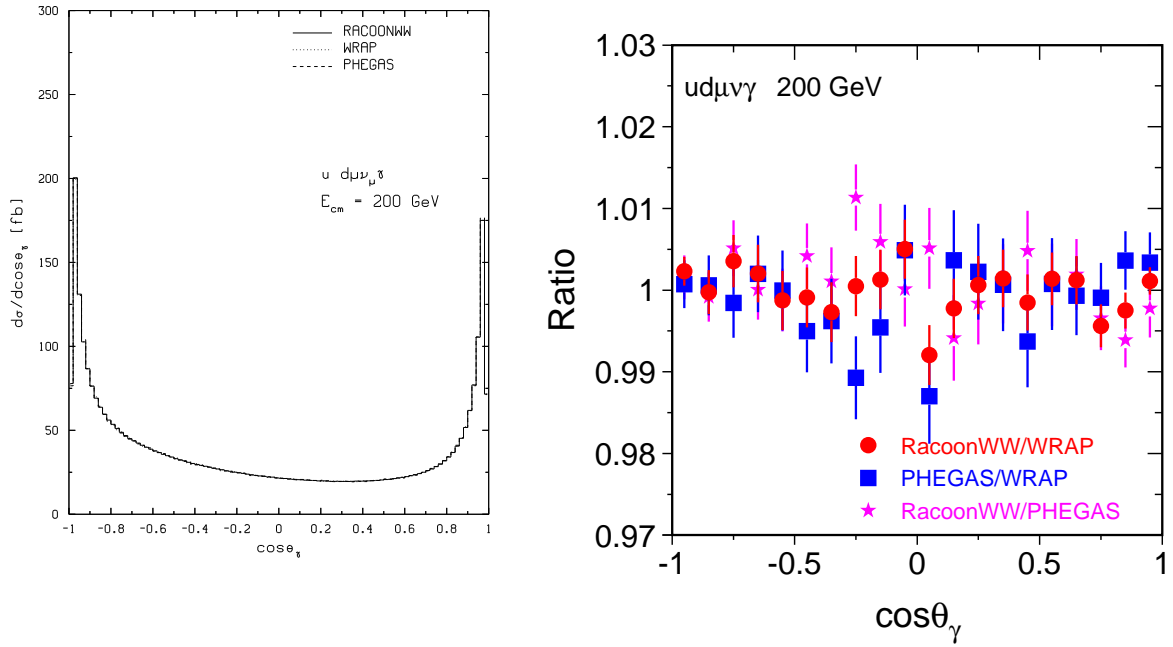 300
250
200
150
100
50
0
dσ/dcosθ_γ [fb]
RACOONWW
WRAP
PHEGAS
u dμν_μ γ
E_cm = 200 GeV
-1 -0.8 -0.6 -0.4 -0.2 0 0.2 0.4 0.6 0.8 1
cosθ_γ
1.03
1.02
1.01
1
0.99
0.98
0.97
Ratio
udμνγ 200 GeV
RacoonWW/WRAP
PHEGAS/WRAP
RacoonWW/PHEGAS
-1 -0.5 0 0.5 1
cosθ_γ